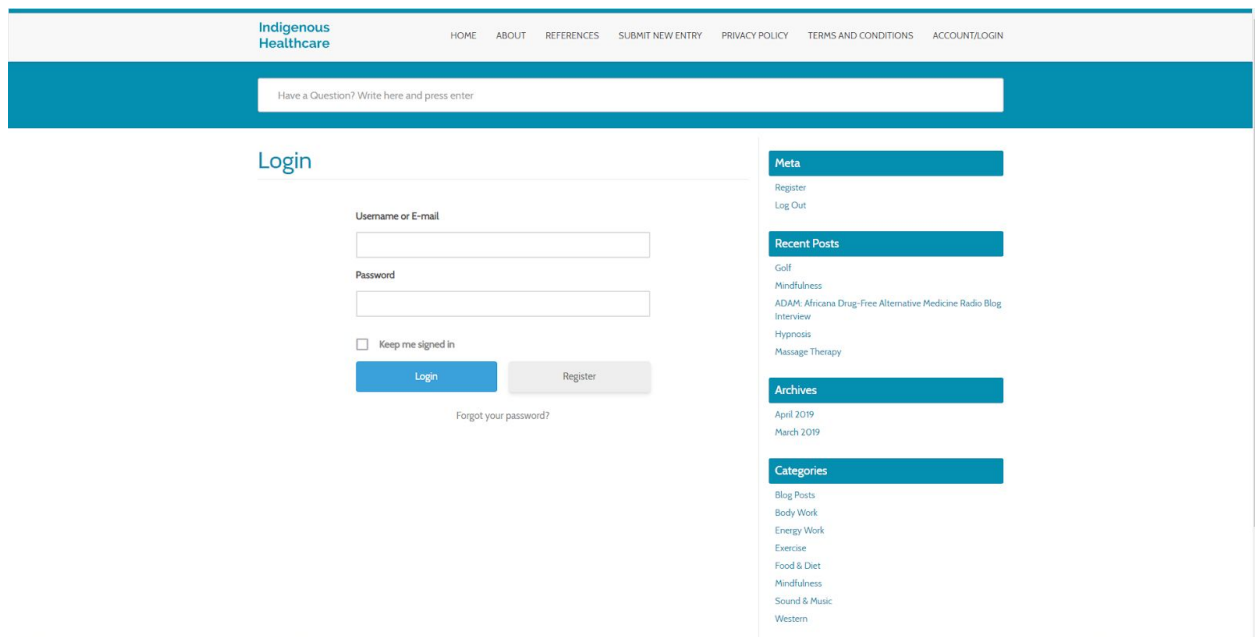 Indigenous
Healthcare
HOME ABOUT REFERENCES SUBMIT NEW ENTRY PRIVACY POLICY TERMS AND CONDITIONS ACCOUNT/LOGIN
Have a Question? Write here and press enter
Login
Username or E-mail
Password
Keep me signed in
Login Register
Forgot your password?
Meta
Register
Log Out
Recent Posts
Golf
Mindfulness
ADAM: Africana Drug-Free Alternative Medicine Radio Blog
Interview
Hypnosis
Massage Therapy
Archives
April 2019
March 2019
Categories
Blog Posts
Body Work
Energy Work
Exercise
Food & Diet
Mindfulness
Sound & Music
Western